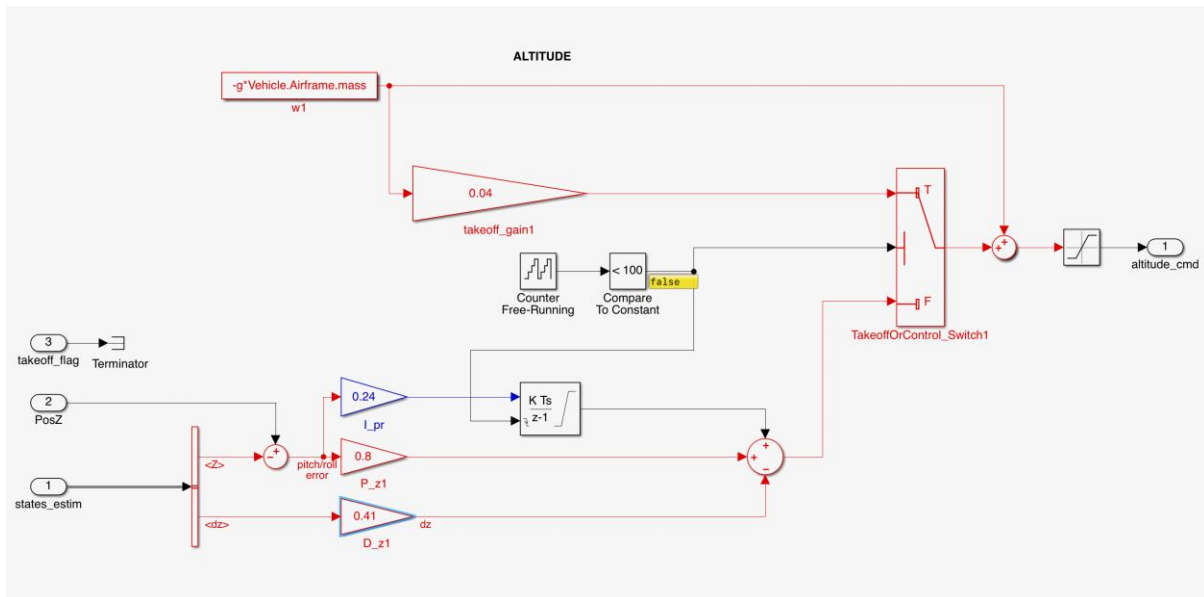 ALTITUDE
-g*Vehicle.Airframe.mass
w1
0.04
takeoff_gain1
T
F
TakeoffOrControl_Switch1
1
altitude_cmd
Counter
Free-Running
< 100
false
Compare
To Constant
3
takeoff_flag
Terminator
2
PosZ
0.24
I_pr
K Ts
z-1
<Z>
pitch/roll
error
0.8
P_z1
1
states_estim
<dz>
0.41
dz
D_z1